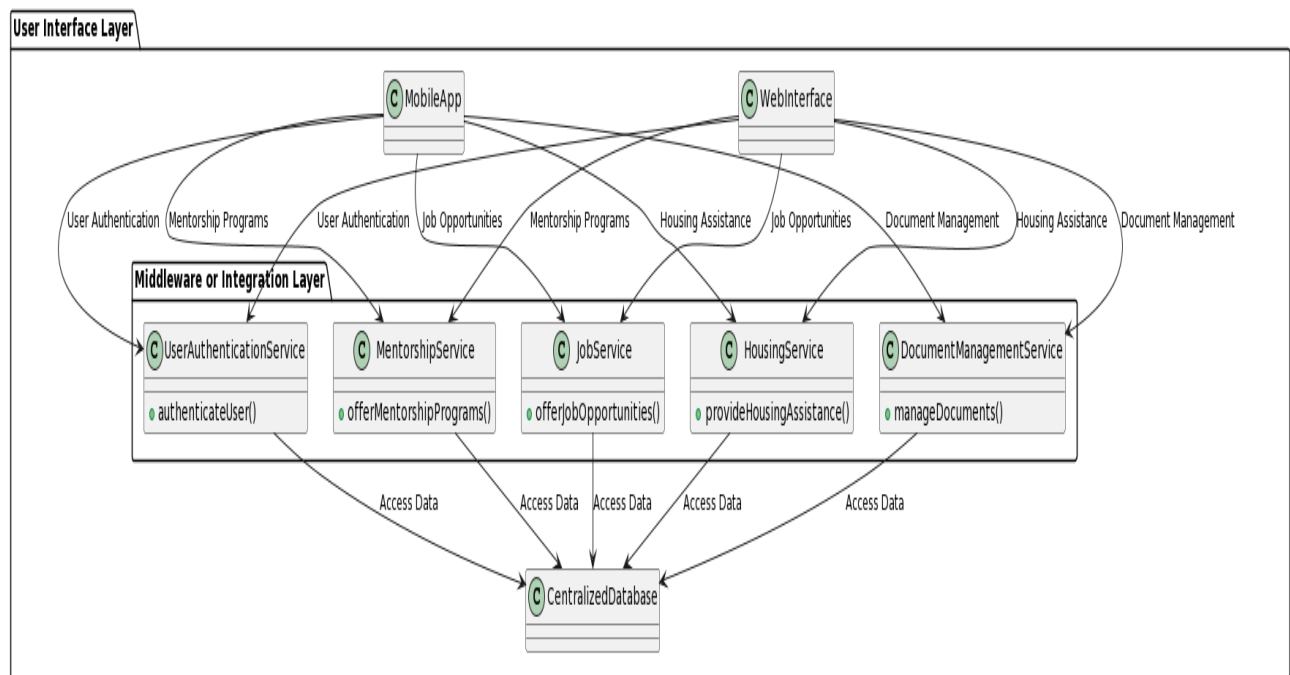 User Interface Layer
C MobileApp
C WebInterface
User Authentication
Mentorship Programs
User Authentication
Job Opportunities
Mentorship Programs
Housing Assistance
Job Opportunities
Document Management
Housing Assistance
Document Management
Middleware or Integration Layer
C UserAuthenticationService
authenticateUser()
C MentorshipService
offerMentorshipPrograms()
C JobService
offerJobOpportunities()
C HousingService
provideHousingAssistance()
C DocumentManagementService
manageDocuments()
Access Data
Access Data
Access Data
Access Data
Access Data
C CentralizedDatabase